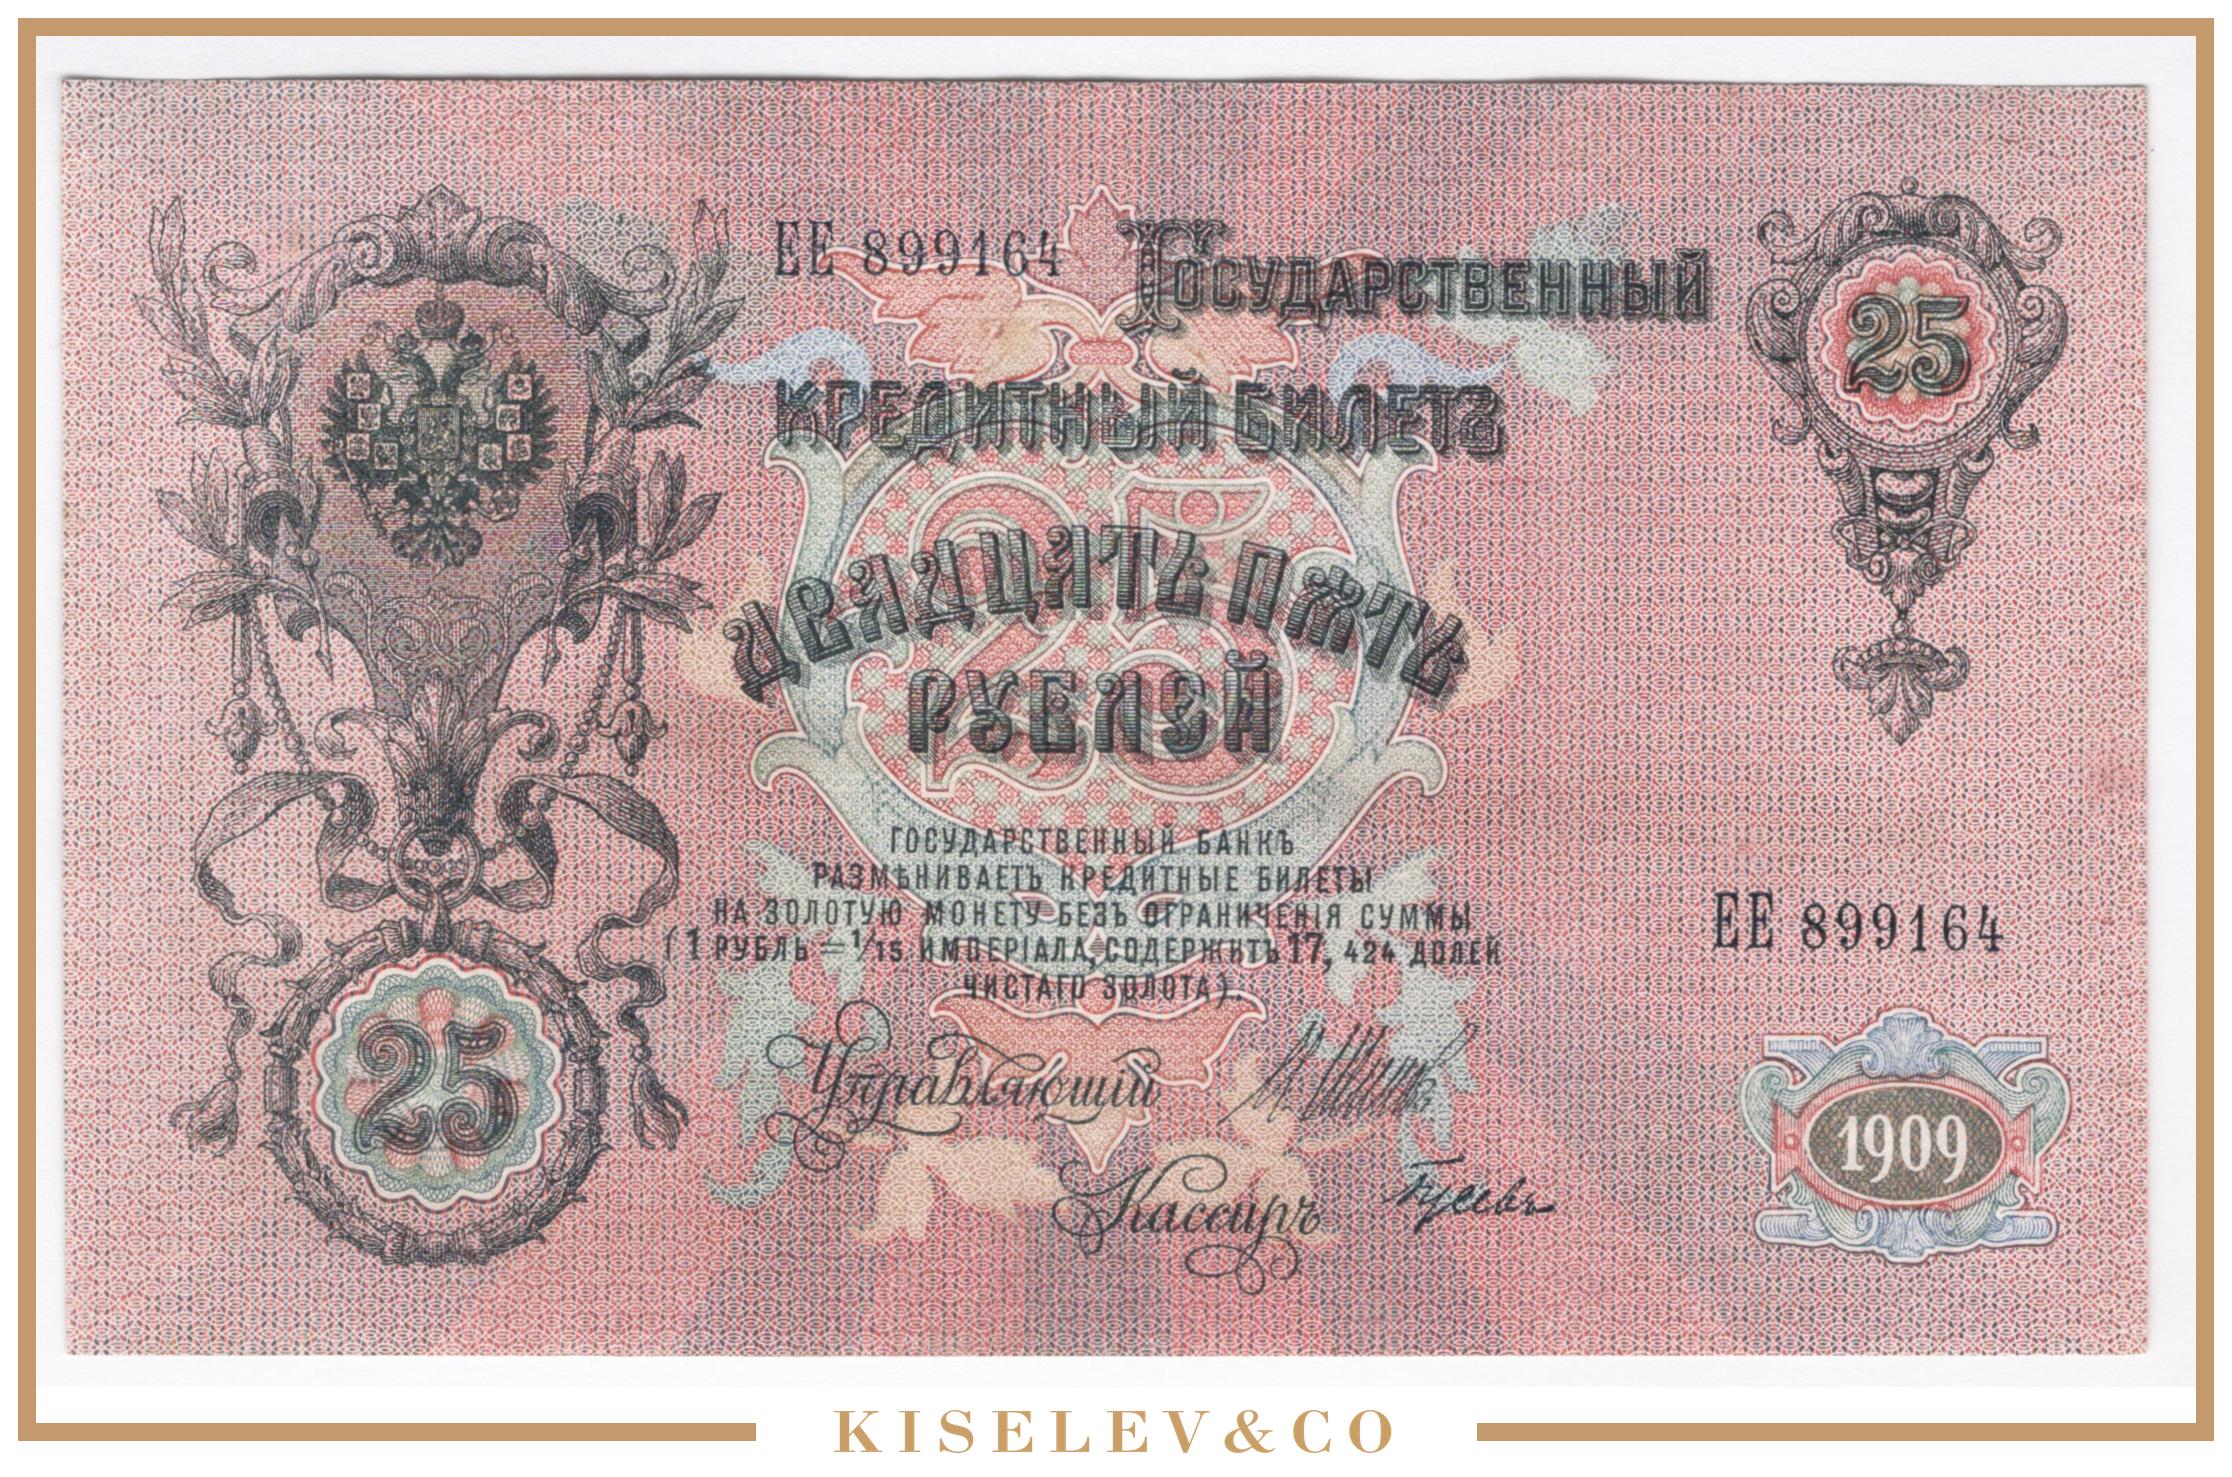 ЕЕ 899164
ГОСУДАРСТВЕННЫЙ
КРЕДИТНЫЙ БИЛЕТЪ
25
25
ДВАДЦАТЬ ПЯТЬ
РУБЛЕЙ
ГОСУДАРСТВЕННЫЙ БАНКЪ
РАЗМѢНИВАЕТЪ КРЕДИТНЫЕ БИЛЕТЫ
НА ЗОЛОТУЮ МОНЕТУ БЕЗЪ ОГРАНИЧЕНІЯ СУММЫ
(1 РУБЛЬ = 1/15 ИМПЕРІАЛА, СОДЕРЖИТЪ 17, 424 ДОЛЕЙ
ЧИСТАГО ЗОЛОТА).
ЕЕ 899164
25
Управляющій
Кассиръ Гусевъ
1909
KISELEV&CO